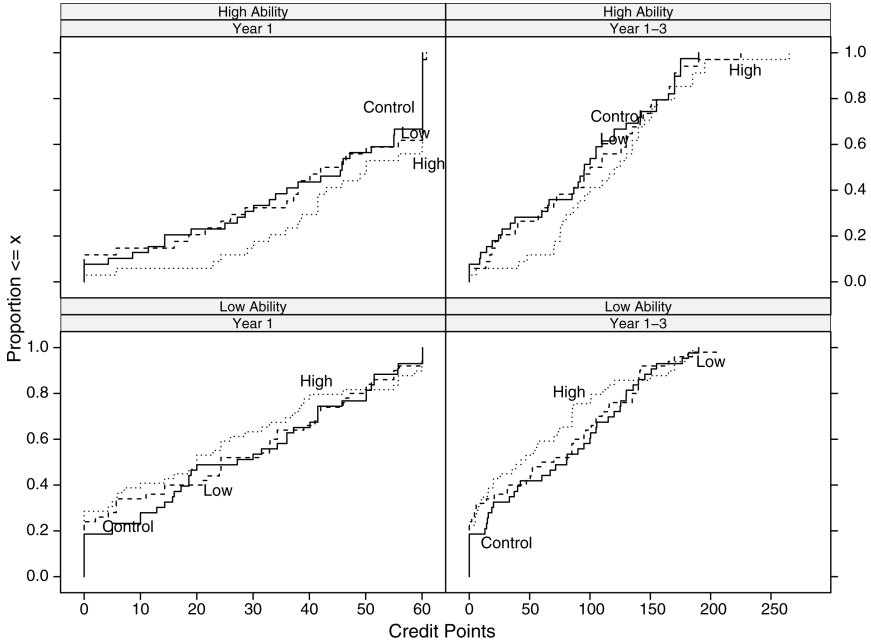 High Ability
High Ability
Year 1
Year 1–3
1.0
High
Control
0.8
Control
Low
Low
0.6
High
0.4
0.2
0.0
Proportion <= x
Low Ability
Low Ability
Year 1
Year 1–3
1.0
Low
High
High
0.8
0.6
Low
0.4
Control
Control
0.2
0.0
0 10 20 30 40 50 60
0 50 100 150 200 250
Credit Points